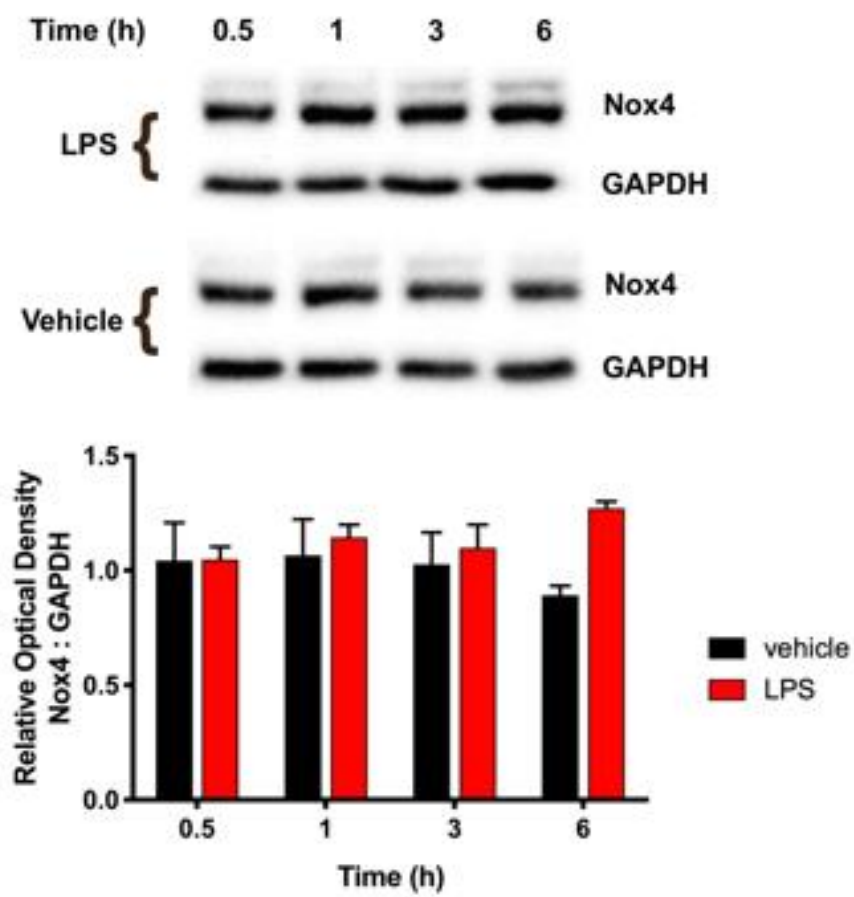 Time (h) 0.5 1 3 6
Nox4
LPS {
GAPDH
Nox4
Vehicle {
GAPDH
1.5
1.0
0.5
0.0
Relative Optical Density
Nox4 : GAPDH
vehicle
LPS
0.5 1 3 6
Time (h)